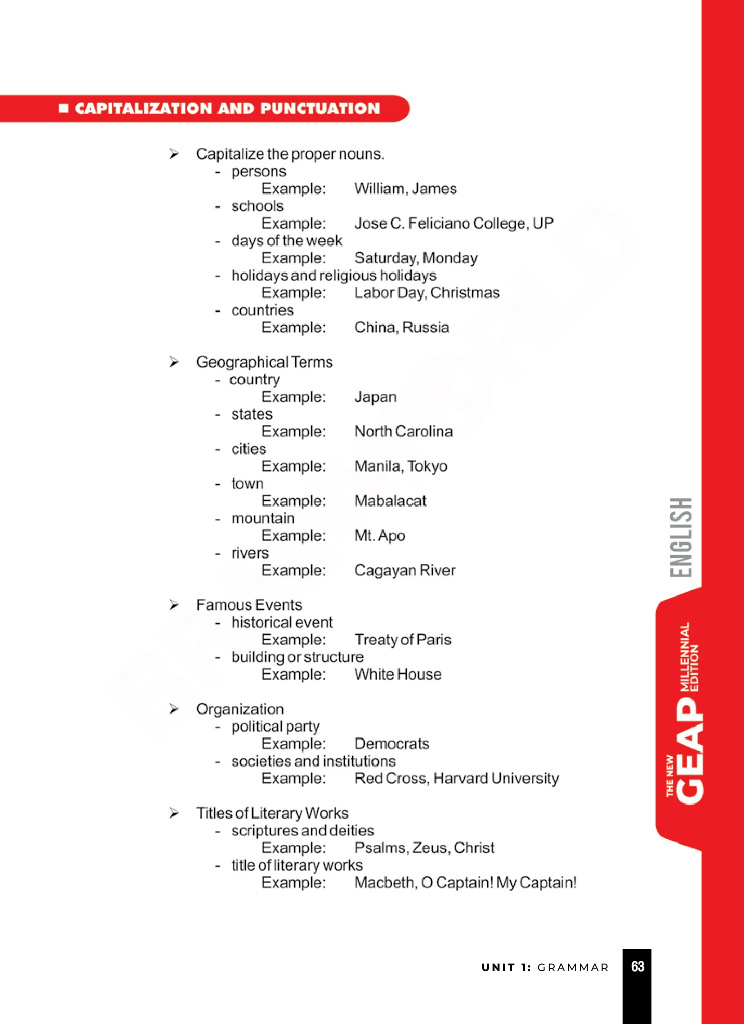 ■ CAPITALIZATION AND PUNCTUATION
➢ Capitalize the proper nouns.
- persons
Example: William, James
- schools
Example: Jose C. Feliciano College, UP
- days of the week
Example: Saturday, Monday
- holidays and religious holidays
Example: Labor Day, Christmas
- countries
Example: China, Russia
➢ Geographical Terms
- country
Example: Japan
- states
Example: North Carolina
- cities
Example: Manila, Tokyo
- town
Example: Mabalacat
- mountain
Example: Mt. Apo
- rivers
Example: Cagayan River
➢ Famous Events
- historical event
Example: Treaty of Paris
- building or structure
Example: White House
➢ Organization
- political party
Example: Democrats
- societies and institutions
Example: Red Cross, Harvard University
➢ Titles of Literary Works
- scriptures and deities
Example: Psalms, Zeus, Christ
- title of literary works
Example: Macbeth, O Captain! My Captain!
ENGLISH
THE NEW
GEAP
MILLENNIAL
EDITION
UNIT 1: GRAMMAR 63